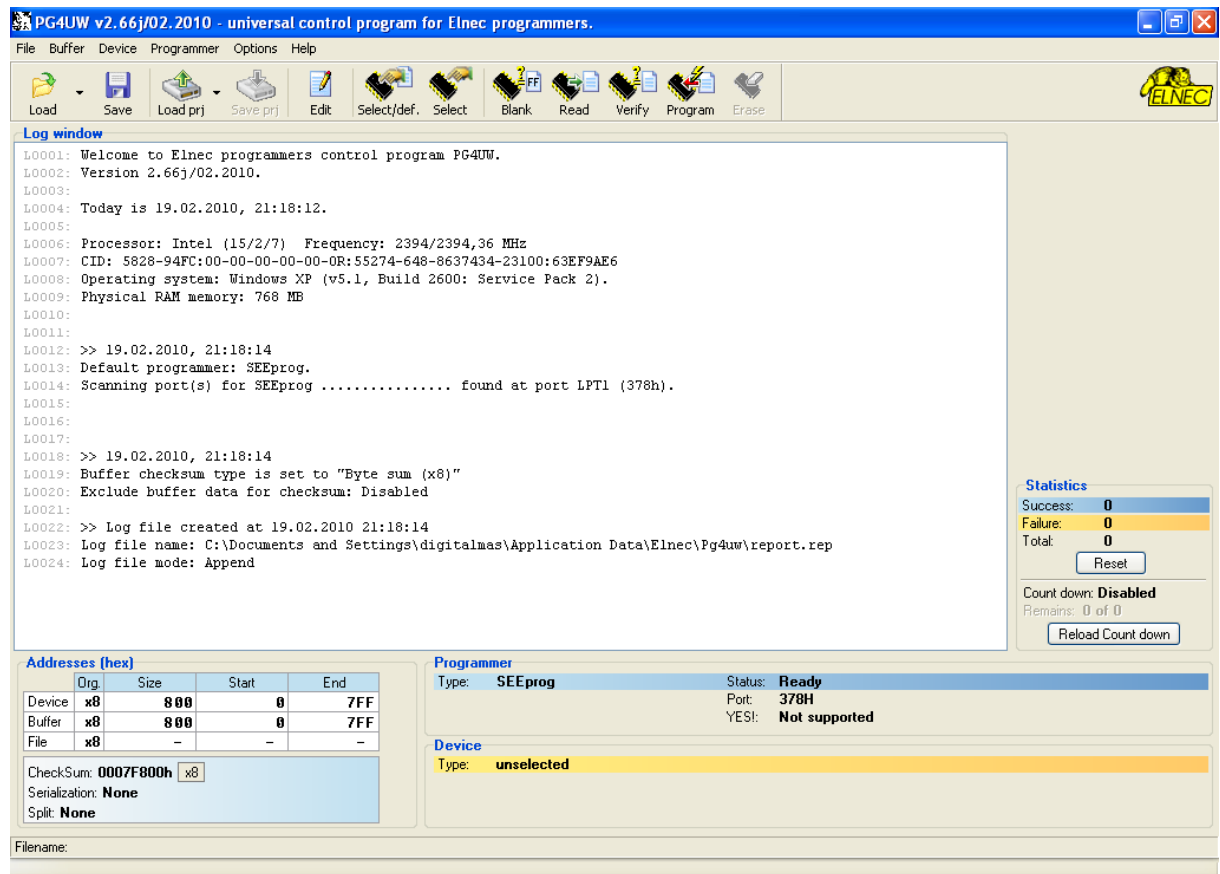 PG4UW v2.66j/02.2010 - universal control program for Elnec programmers.
File Buffer Device Programmer Options Help
Load Save Load prj Save prj Edit Select/def. Select Blank Read Verify Program Erase
ELNEC
Log window
L0001: Welcome to Elnec programmers control program PG4UW.
L0002: Version 2.66j/02.2010.
L0003:
L0004: Today is 19.02.2010, 21:18:12.
L0005:
L0006: Processor: Intel (15/2/7) Frequency: 2394/2394,36 MHz
L0007: CID: 5828-94FC:00-00-00-00-00-0R:55274-648-8637434-23100:63EF9AE6
L0008: Operating system: Windows XP (v5.1, Build 2600: Service Pack 2).
L0009: Physical RAM memory: 768 MB
L0010:
L0011:
L0012: >> 19.02.2010, 21:18:14
L0013: Default programmer: SEEprog.
L0014: Scanning port(s) for SEEprog ................ found at port LPT1 (378h).
L0015:
L0016:
L0017:
L0018: >> 19.02.2010, 21:18:14
L0019: Buffer checksum type is set to "Byte sum (x8)"
L0020: Exclude buffer data for checksum: Disabled
L0021:
L0022: >> Log file created at 19.02.2010 21:18:14
L0023: Log file name: C:\Documents and Settings\digitalmas\Application Data\Elnec\Pg4uw\report.rep
L0024: Log file mode: Append
Statistics
Success: 0
Failure: 0
Total: 0
Reset
Count down: Disabled
Remains: 0 of 0
Reload Count down
Addresses (hex)
Org. Size Start End
Device x8 800 0 7FF
Buffer x8 800 0 7FF
File x8 - - -
CheckSum: 0007F800h x8
Serialization: None
Split: None
Programmer
Type: SEEprog Status: Ready
Port: 378H
YES!: Not supported
Device
Type: unselected
Filename: